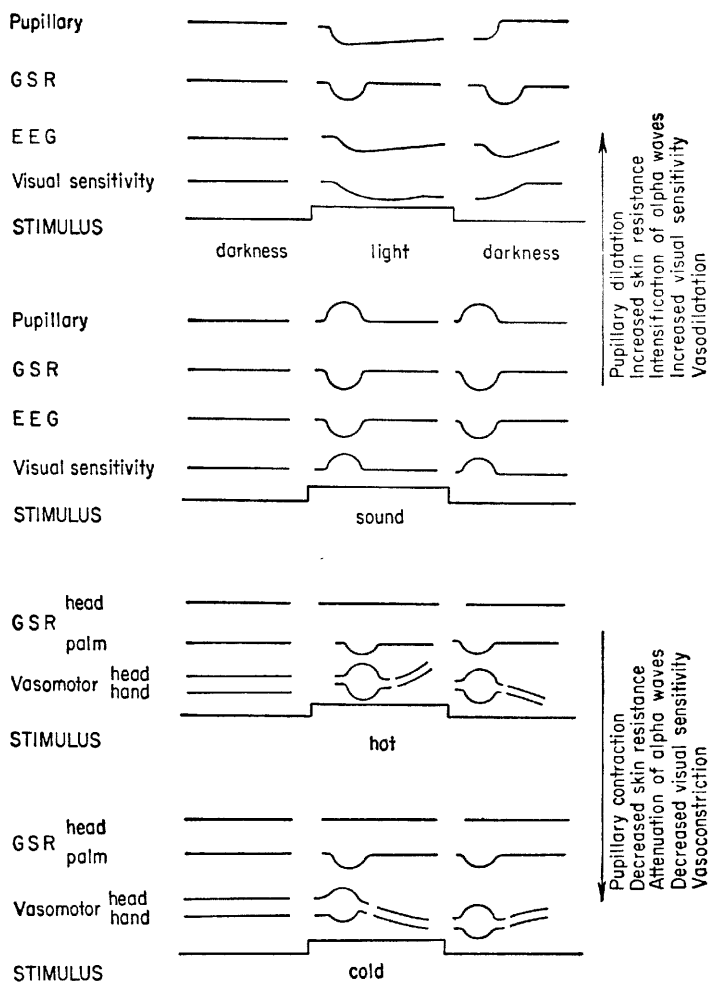 Pupillary
GSR
EEG
Visual sensitivity
STIMULUS
darkness light darkness
Pupillary dilatation
Increased skin resistance
Intensification of alpha waves
Increased visual sensitivity
Vasodilatation
Pupillary
GSR
EEG
Visual sensitivity
STIMULUS
sound
head
GSR
palm
Vasomotor head
hand
STIMULUS
hot
Pupillary contraction
Decreased skin resistance
Attenuation of alpha waves
Decreased visual sensitivity
Vasoconstriction
head
GSR
palm
Vasomotor head
hand
STIMULUS
cold